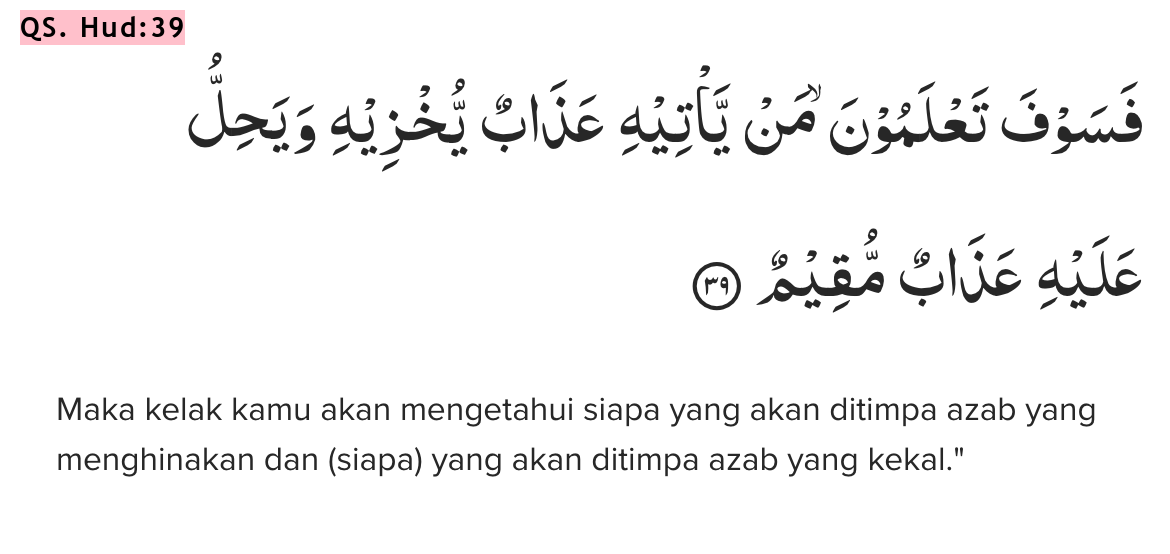 QS. Hud:39
فَسَوْفَ تَعْلَمُوْنَۙ مَنْ يَّأْتِيْهِ عَذَابٌ يُّخْزِيْهِ وَيَحِلُّ
عَلَيْهِ عَذَابٌ مُّقِيْمٌ ٣٩
Maka kelak kamu akan mengetahui siapa yang akan ditimpa azab yang
menghinakan dan (siapa) yang akan ditimpa azab yang kekal."